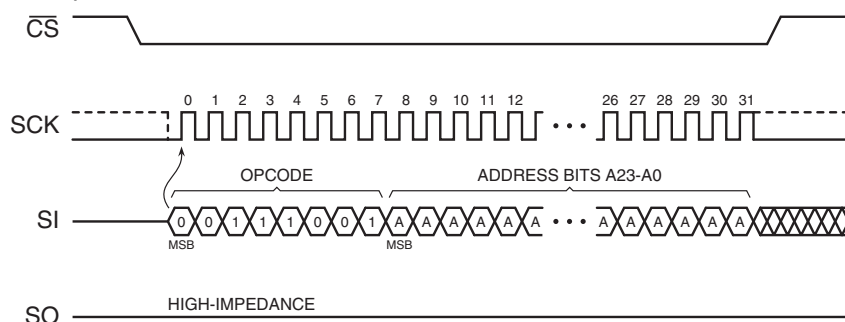 CS
0 1 2 3 4 5 6 7 8 9 10 11 12 26 27 28 29 30 31
SCK
• • •
OPCODE ADDRESS BITS A23-A0
SI 0 0 1 1 1 0 0 1 A A A A A A • • • A A A A A A
MSB MSB
HIGH-IMPEDANCE
SO